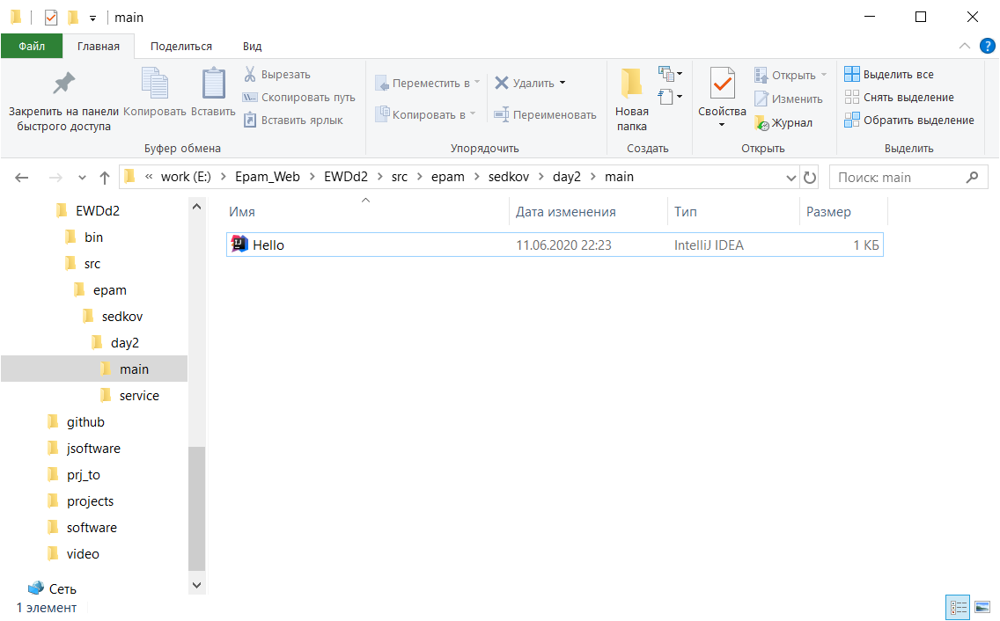 main
Файл Главная Поделиться Вид
Закрепить на панели быстрого доступа
Копировать
Вставить
Вырезать
Скопировать путь
Вставить ярлык
Буфер обмена
Переместить в
Копировать в
Удалить
Переименовать
Упорядочить
Новая папка
Создать
Свойства
Открыть
Изменить
Журнал
Открыть
Выделить все
Снять выделение
Обратить выделение
Выделить
« work (E:) > Epam_Web > EWDd2 > src > epam > sedkov > day2 > main
Поиск: main
EWDd2
bin
src
epam
sedkov
day2
main
service
github
jsoftware
prj_to
projects
software
video
Сеть
Имя Дата изменения Тип Размер
Hello 11.06.2020 22:23 IntelliJ IDEA 1 КБ
1 элемент